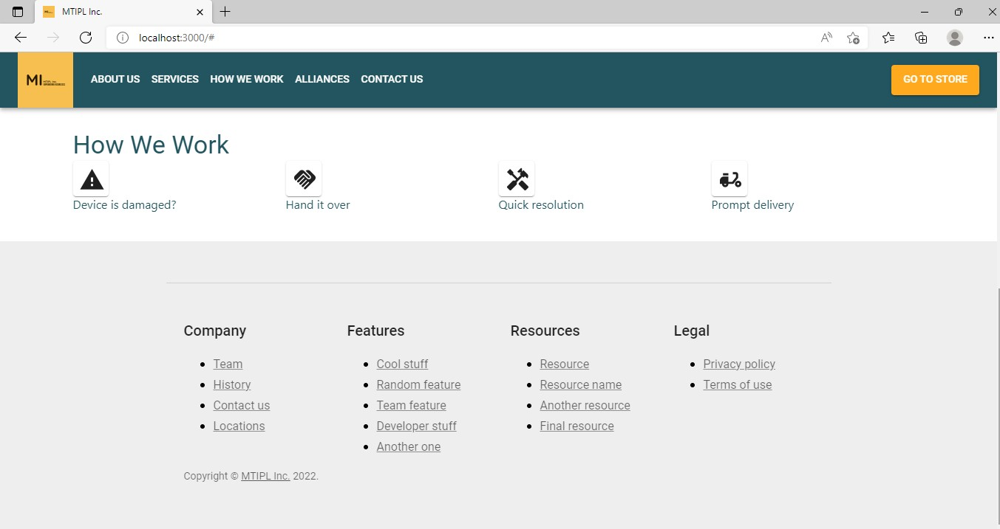 MTIPL Inc.
localhost:3000/#
MI MTIPL Inc.
ABOUT US SERVICES HOW WE WORK ALLIANCES CONTACT US GO TO STORE
How We Work
Device is damaged? Hand it over Quick resolution Prompt delivery
Company Features Resources Legal
Team Cool stuff Resource Privacy policy
History Random feature Resource name Terms of use
Contact us Team feature Another resource
Locations Developer stuff Final resource
Another one
Copyright © MTIPL Inc. 2022.